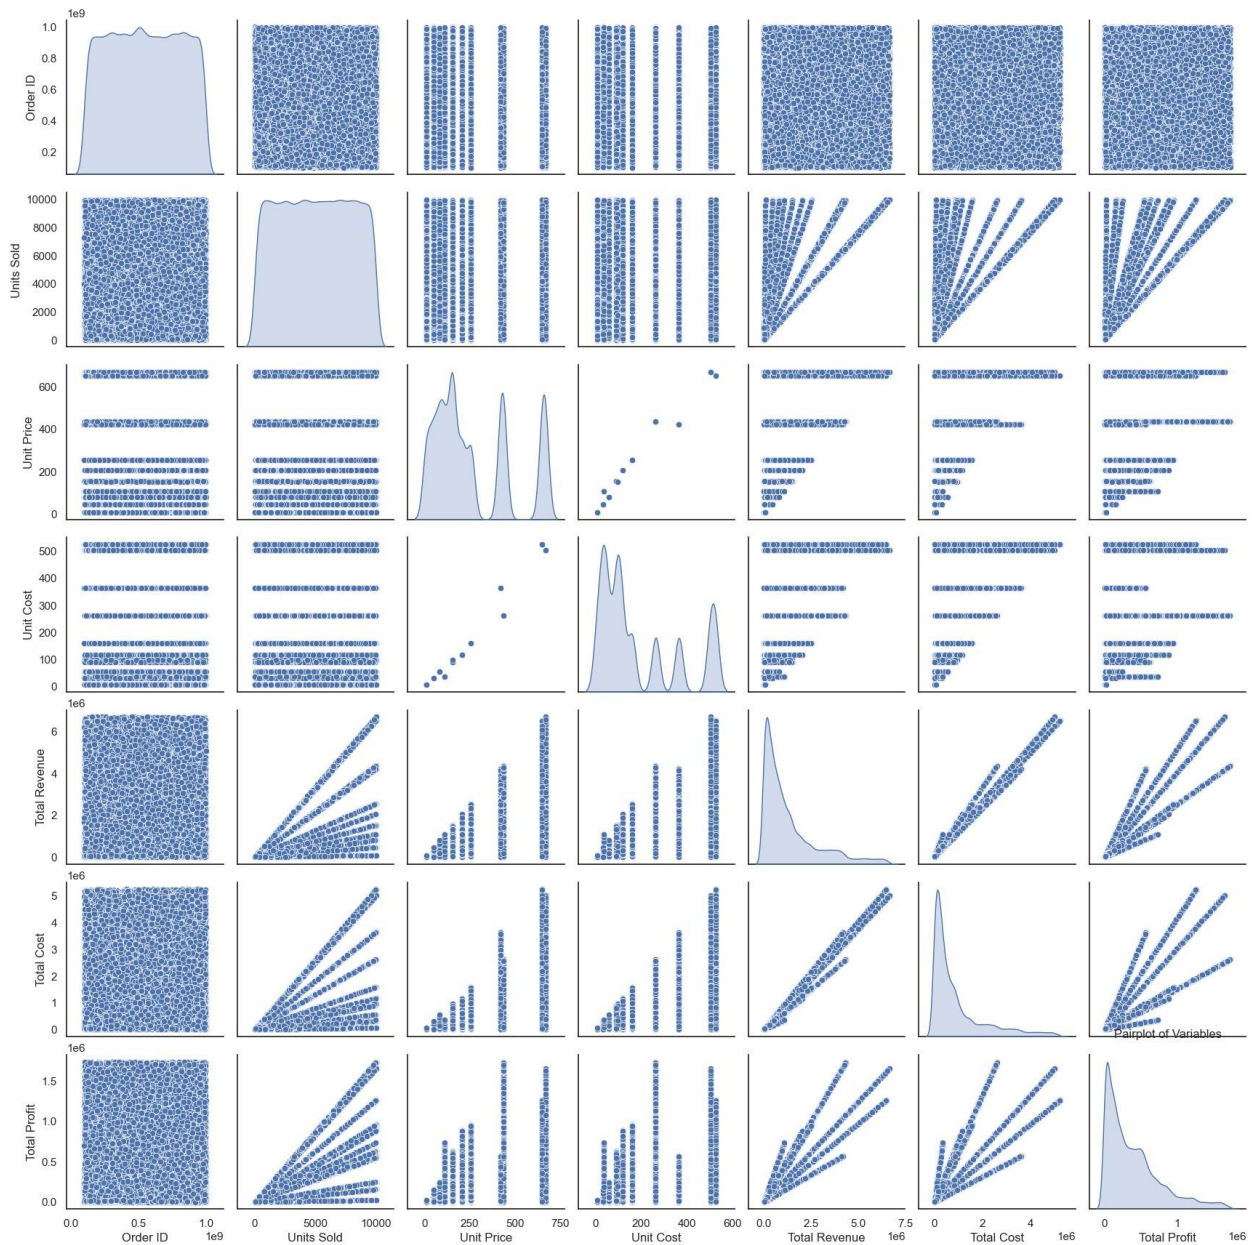 1e9
1.0
0.8
0.6
0.4
0.2
Order ID
10000
8000
6000
4000
2000
0
Units Sold
600
400
200
0
Unit Price
500
400
300
200
100
0
Unit Cost
1e6
6
4
2
0
Total Revenue
1e6
5
4
3
2
1
0
Total Cost
Pairplot of Variables
1e6
1.5
1.0
0.5
0.0
Total Profit
0.0 0.5 1.0
Order ID 1e9
0 5000 10000
Units Sold
0 250 500 750
Unit Price
0 200 400 600
Unit Cost
0.0 2.5 5.0 7.5
Total Revenue 1e6
0 2 4
Total Cost 1e6
0 1
Total Profit 1e6